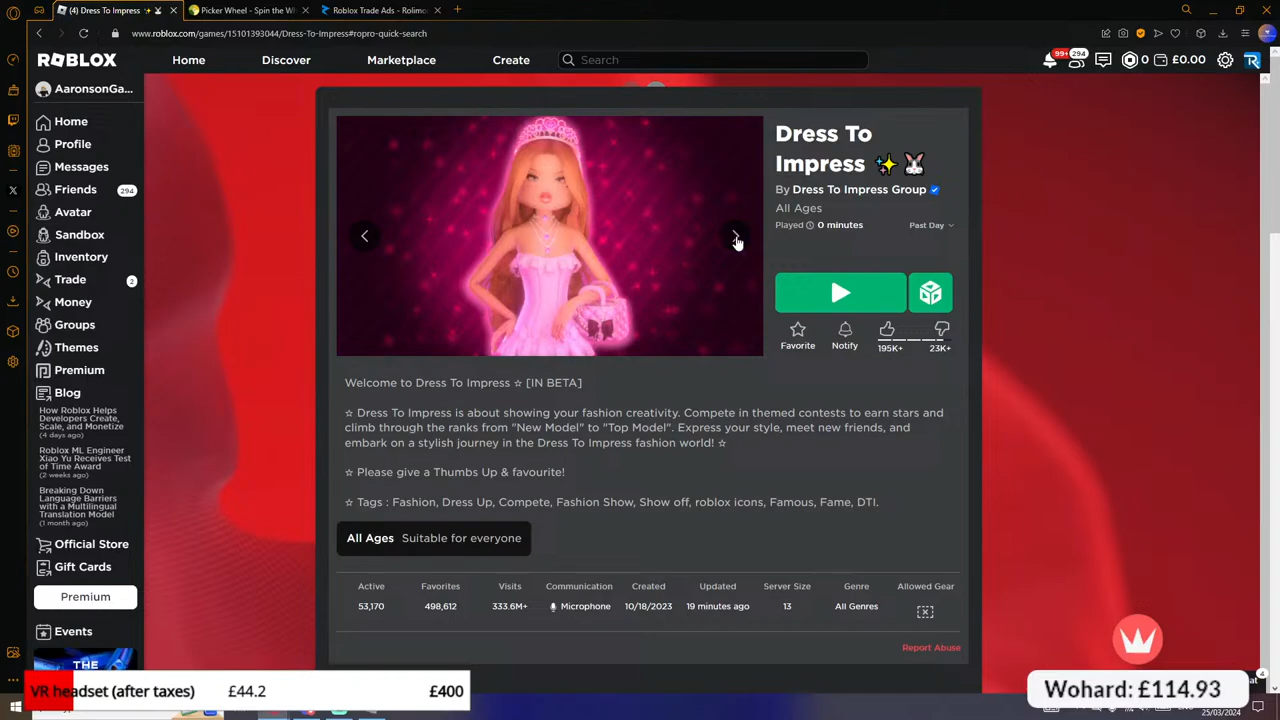 (4) Dress To Impress ✨
Picker Wheel - Spin the Wh
Roblox Trade Ads - Rolimo
www.roblox.com/games/15101393044/Dress-To-Impress#ropro-quick-search
ROBLOX
Home
Discover
Marketplace
Create
Search
99+
294
0
£0.00
AaronsonGa...
Home
Profile
Messages
Friends
294
Avatar
Sandbox
Inventory
Trade
2
Money
Groups
Themes
Premium
Blog
How Roblox Helps
Developers Create,
Scale, and Monetize
(4 days ago)
Roblox ML Engineer
Xiao Yu Receives Test
of Time Award
(2 weeks ago)
Breaking Down
Language Barriers
with a Multilingual
Translation Model
(1 month ago)
Official Store
Gift Cards
Premium
Events
THE
Dress To
Impress ✨🐰
By Dress To Impress Group
All Ages
Played 0 minutes
Past Day
Favorite
Notify
195K+
23K+
Welcome to Dress To Impress ☆ [IN BETA]
☆ Dress To Impress is about showing your fashion creativity. Compete in themed contests to earn stars and
climb through the ranks from "New Model" to "Top Model". Express your style, meet new friends, and
embark on a stylish journey in the Dress To Impress fashion world! ☆
☆ Please give a Thumbs Up & favourite!
☆ Tags : Fashion, Dress Up, Compete, Fashion Show, Show off, roblox icons, Famous, Fame, DTI.
All Ages Suitable for everyone
Active
Favorites
Visits
Communication
Created
Updated
Server Size
Genre
Allowed Gear
53,170
498,612
333.6M+
Microphone
10/18/2023
19 minutes ago
13
All Genres
Report Abuse
VR headset (after taxes)
£44.2
£400
Wohard: £114.93
4
25/03/2024